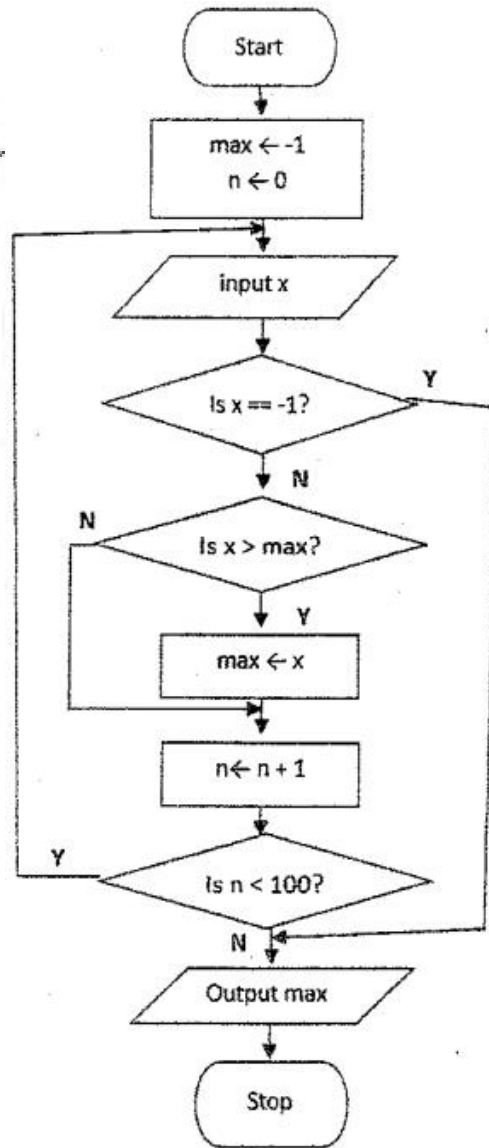 Start
max ← -1
n ← 0
input x
Y
Is x == -1?
N
N
Is x > max?
Y
max ← x
n ← n + 1
Y
Is n < 100?
N
Output max
Stop